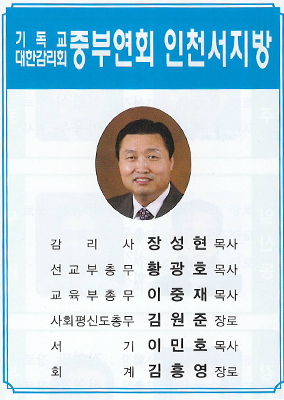 기독교
대한감리회 중부연회 인천서지방
감리사 장성현 목사
선교부총무 황광호 목사
교육부총무 이중재 목사
사회평신도총무 김원준 장로
서기 이민호 목사
회계 김흥영 장로